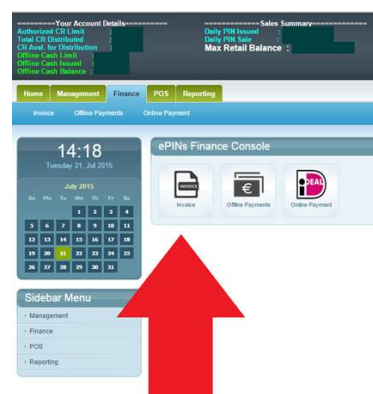 ==========Your Account Details==========
Authorized CR Limit :
Total CR Distributed :
CR Aval. for Distribution :
Offline Cash Limit :
Offline Cash Issued :
Offline Cash Balance :
==============Sales Summary==============
Daily PIN Issued :
Daily PIN Sale :
Max Retail Balance :
Home Management Finance POS Reporting
Invoice Offline Payments Online Payment
14:18
Tuesday 21, Jul 2015
July 2015
Su Mo Tu We Th Fr Sa
1 2 3 4
5 6 7 8 9 10 11
12 13 14 15 16 17 18
19 20 21 22 23 24 25
26 27 28 29 30 31
ePINs Finance Console
INVOICE
€
iDEAL
Invoice
Offline Payments
Online Payment
Sidebar Menu
Management
Finance
POS
Reporting